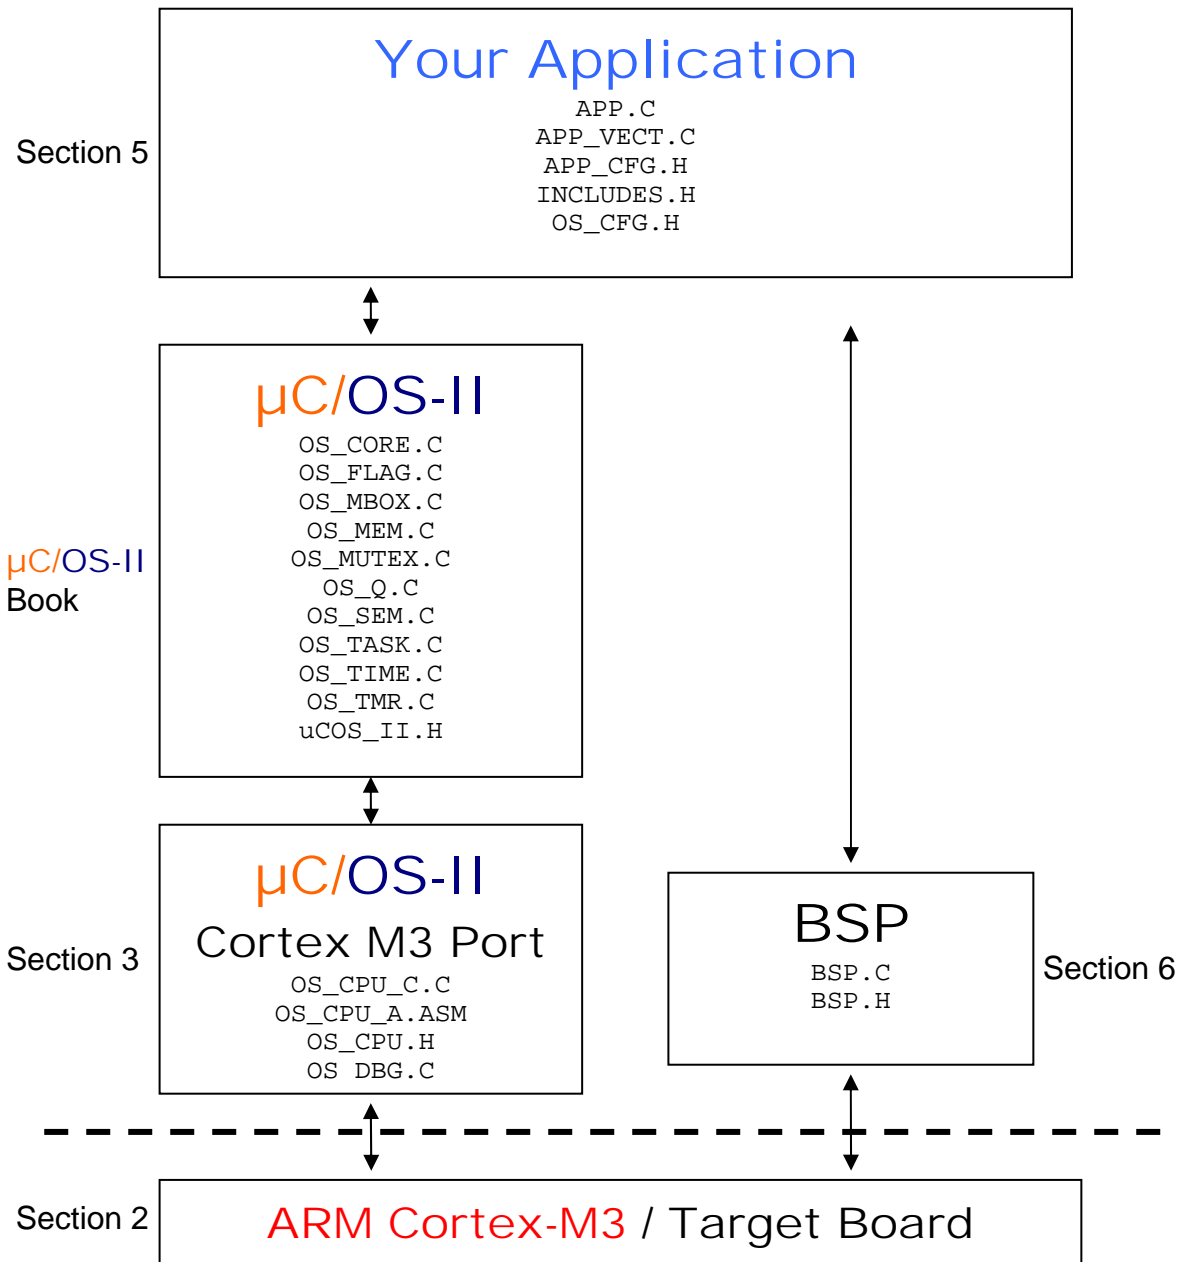 Your Application
APP.C
APP_VECT.C
APP_CFG.H
INCLUDES.H
OS_CFG.H
Section 5
µC/OS-II
OS_CORE.C
OS_FLAG.C
OS_MBOX.C
OS_MEM.C
OS_MUTEX.C
OS_Q.C
OS_SEM.C
OS_TASK.C
OS_TIME.C
OS_TMR.C
uCOS_II.H
µC/OS-II
Book
µC/OS-II
Cortex M3 Port
OS_CPU_C.C
OS_CPU_A.ASM
OS_CPU.H
OS DBG.C
Section 3
BSP
BSP.C
BSP.H
Section 6
Section 2
ARM Cortex-M3 / Target Board